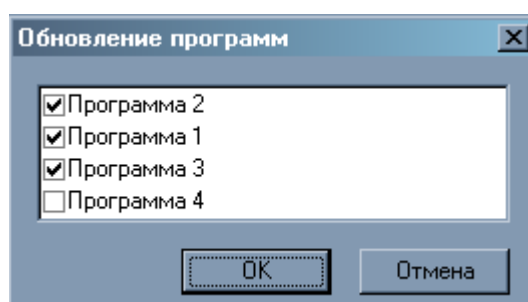 Обновление программ
Программа 2
Программа 1
Программа 3
Программа 4
OK
Отмена